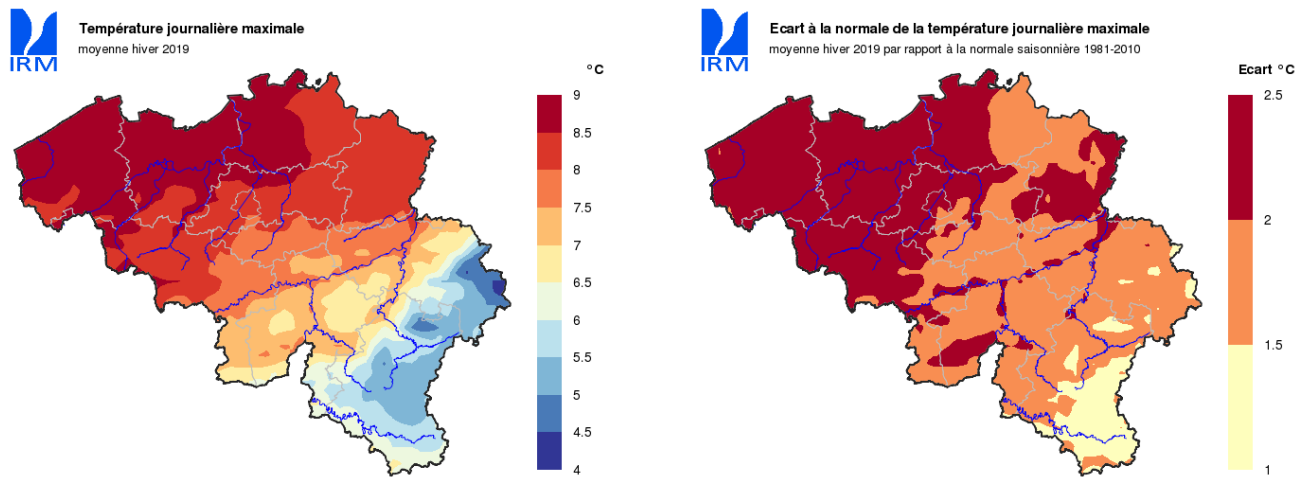 IRM
Température journalière maximale
moyenne hiver 2019
°C
9
8.5
8
7.5
7
6.5
6
5.5
5
4.5
4
IRM
Ecart à la normale de la température journalière maximale
moyenne hiver 2019 par rapport à la normale saisonnière 1981-2010
Ecart °C
2.5
2
1.5
1